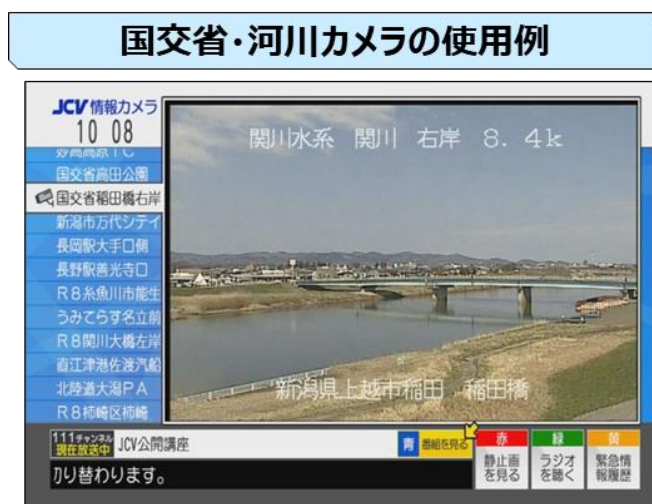 国交省・河川カメラの使用例
JCV 情報カメラ
10 08
関川水系 関川 右岸 8.4k
妙高高原IC
国交省高田公園
国交省稲田橋右岸
新潟市万代シテイ
長岡駅大手口側
長野駅善光寺口
R8糸魚川市能生
うみてらす名立前
R8関川大橋左岸
直江津港佐渡汽船
北陸道大潟PA
R8柿崎区柿崎
新潟県上越市稲田 稲田橋
111チャンネル
現在放送中
JCV公開講座
青 番組を見る
赤
静止画
を見る
緑
ラジオ
を聴く
黄
緊急情
報履歴
切り替わります。